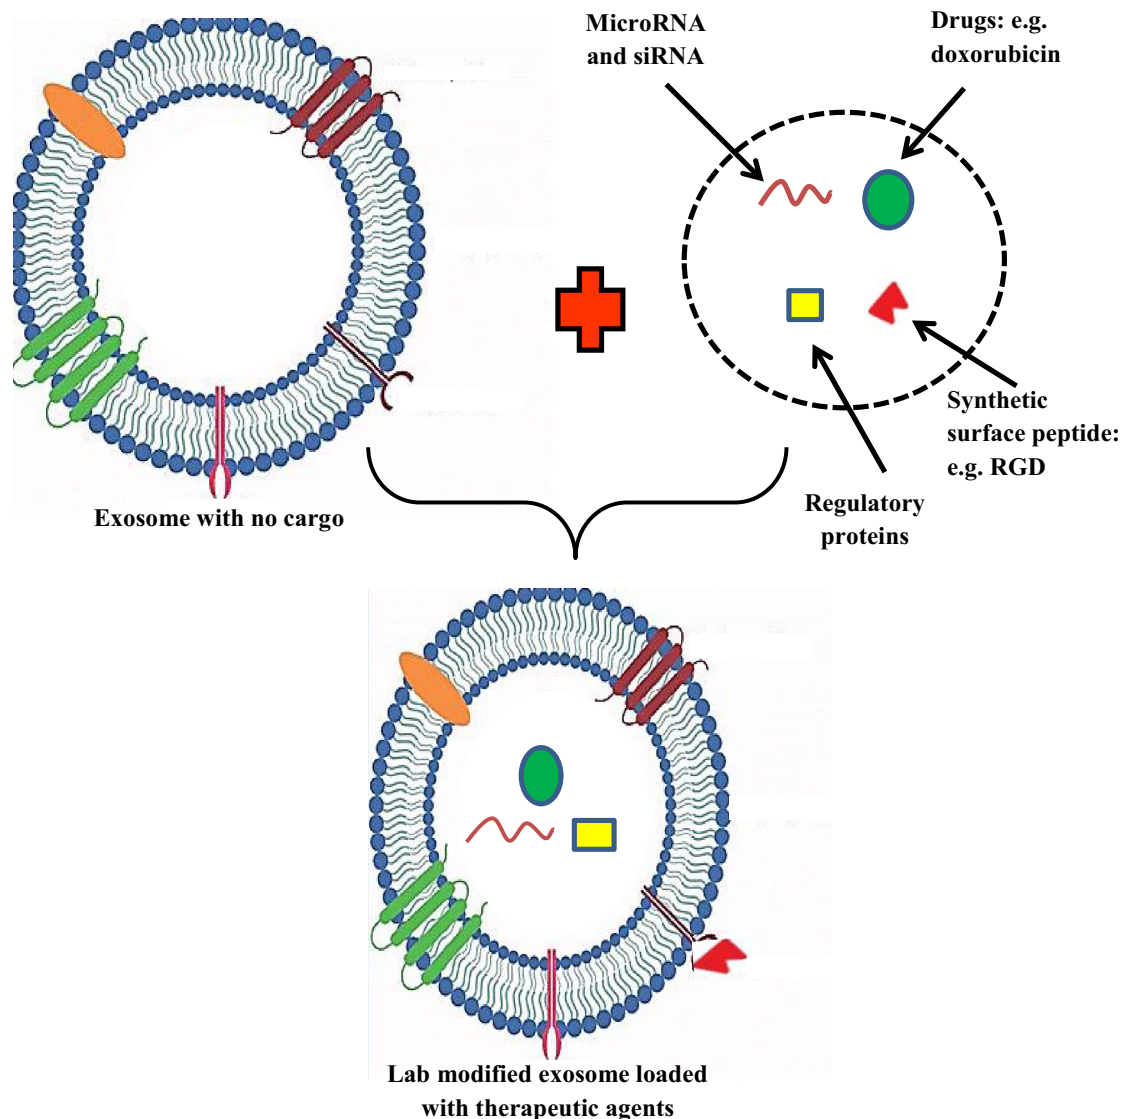 MicroRNA
and siRNA
Drugs: e.g.
doxorubicin
Synthetic
surface peptide:
e.g. RGD
Regulatory
proteins
Exosome with no cargo
Lab modified exosome loaded
with therapeutic agents